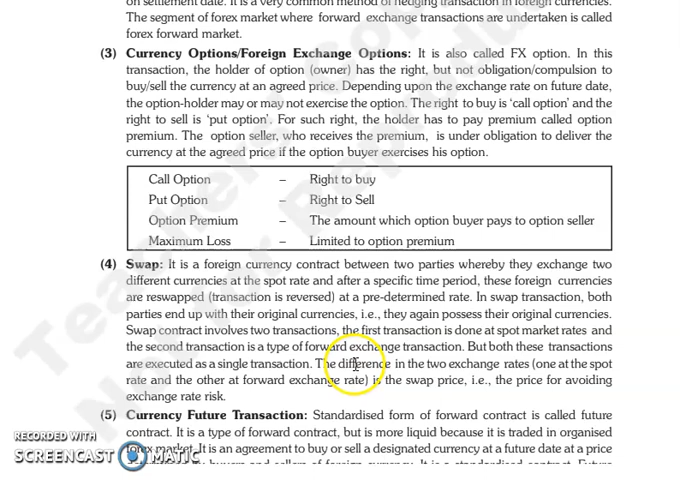 on settlement date. It is a very common method of hedging transaction in foreign currencies.
The segment of forex market where forward exchange transactions are undertaken is called
forex forward market.
(3) Currency Options/Foreign Exchange Options: It is also called FX option. In this
transaction, the holder of option (owner) has the right, but not obligation/compulsion to
buy/sell the currency at an agreed price. Depending upon the exchange rate on future date,
the option-holder may or may not exercise the option. The right to buy is ‘call option’ and the
right to sell is ‘put option’. For such right, the holder has to pay premium called option
premium. The option seller, who receives the premium, is under obligation to deliver the
currency at the agreed price if the option buyer exercises his option.
Call Option – Right to buy
Put Option – Right to Sell
Option Premium – The amount which option buyer pays to option seller
Maximum Loss – Limited to option premium
(4) Swap: It is a foreign currency contract between two parties whereby they exchange two
different currencies at the spot rate and after a specific time period, these foreign currencies
are reswapped (transaction is reversed) at a pre-determined rate. In swap transaction, both
parties end up with their original currencies, i.e., they again possess their original currencies.
Swap contract involves two transactions, the first transaction is done at spot market rates and
the second transaction is a type of forward exchange transaction. But both these transactions
are executed as a single transaction. The difference in the two exchange rates (one at the spot
rate and the other at forward exchange rate) is the swap price, i.e., the price for avoiding
exchange rate risk.
(5) Currency Future Transaction: Standardised form of forward contract is called future
contract. It is a type of forward contract, but is more liquid because it is traded in organised
forex market. It is an agreement to buy or sell a designated currency at a future date at a price
RECORDED WITH
SCREENCAST MATIC